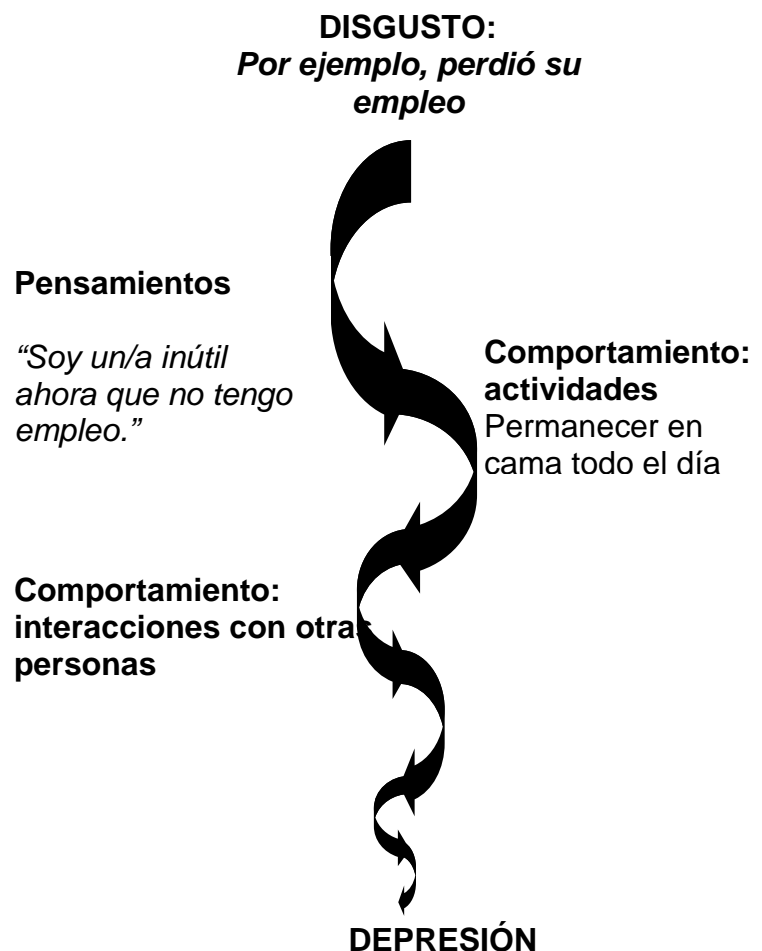 DISGUSTO:
Por ejemplo, perdió su
empleo
Pensamientos
“Soy un/a inútil
ahora que no tengo
empleo.”
Comportamiento:
actividades
Permanecer en
cama todo el día
Comportamiento:
interacciones con otras
personas
DEPRESIÓN